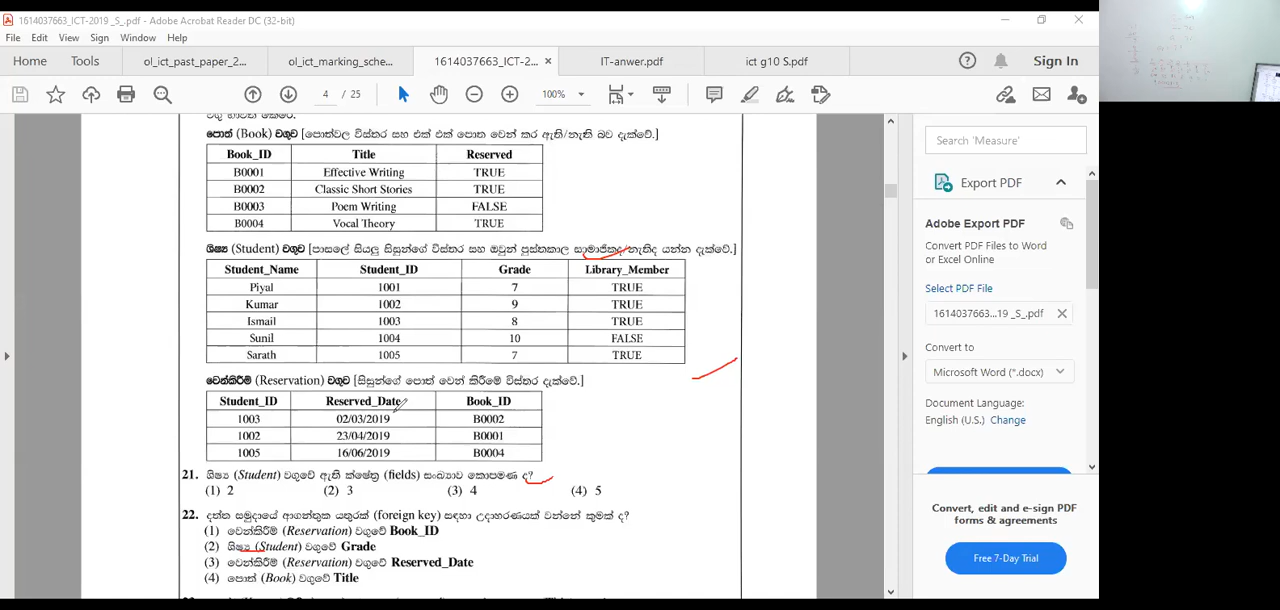 1614037663_ICT-2019 _S_.pdf - Adobe Acrobat Reader DC (32-bit)
File Edit View Sign Window Help
Home Tools ol_ict_past_paper_2... ol_ict_marking_sche... 1614037663_ICT-2... × IT-anwer.pdf ict g10 S.pdf Sign In
4 / 25 100%
පොත් (Book) වගුව [පොත්වල විස්තර සහ එක් එක් පොත වෙන් කර ඇති/නැති බව දැක්වේ.]
Book_ID Title Reserved
B0001 Effective Writing TRUE
B0002 Classic Short Stories TRUE
B0003 Poem Writing FALSE
B0004 Vocal Theory TRUE
ශිෂ්‍ය (Student) වගුව [පාසලේ සියලු සිසුන්ගේ විස්තර සහ ඔවුන් පුස්තකාල සාමාජිකද/නැතිද යන්න දැක්වේ.]
Student_Name Student_ID Grade Library_Member
Piyal 1001 7 TRUE
Kumar 1002 9 TRUE
Ismail 1003 8 TRUE
Sunil 1004 10 FALSE
Sarath 1005 7 TRUE
වෙන්කිරීම් (Reservation) වගුව [සිසුන්ගේ පොත් වෙන් කිරීමේ විස්තර දැක්වේ.]
Student_ID Reserved_Date Book_ID
1003 02/03/2019 B0002
1002 23/04/2019 B0001
1005 16/06/2019 B0004
21. ශිෂ්‍ය (Student) වගුවේ ඇති ක්ෂේත්‍ර (fields) සංඛ්‍යාව කොපමණ ද?
(1) 2 (2) 3 (3) 4 (4) 5
22. දත්ත සමුදායේ ආගන්තුක යතුරක් (foreign key) සඳහා උදාහරණයක් වන්නේ කුමක් ද?
(1) වෙන්කිරීම් (Reservation) වගුවේ Book_ID
(2) ශිෂ්‍ය (Student) වගුවේ Grade
(3) වෙන්කිරීම් (Reservation) වගුවේ Reserved_Date
(4) පොත් (Book) වගුවේ Title
Search 'Measure'
Export PDF
Adobe Export PDF
Convert PDF Files to Word
or Excel Online
Select PDF File
1614037663...19 _S_.pdf ×
Convert to
Microsoft Word (*.docx)
Document Language:
English (U.S.) Change
Convert, edit and e-sign PDF
forms & agreements
Free 7-Day Trial